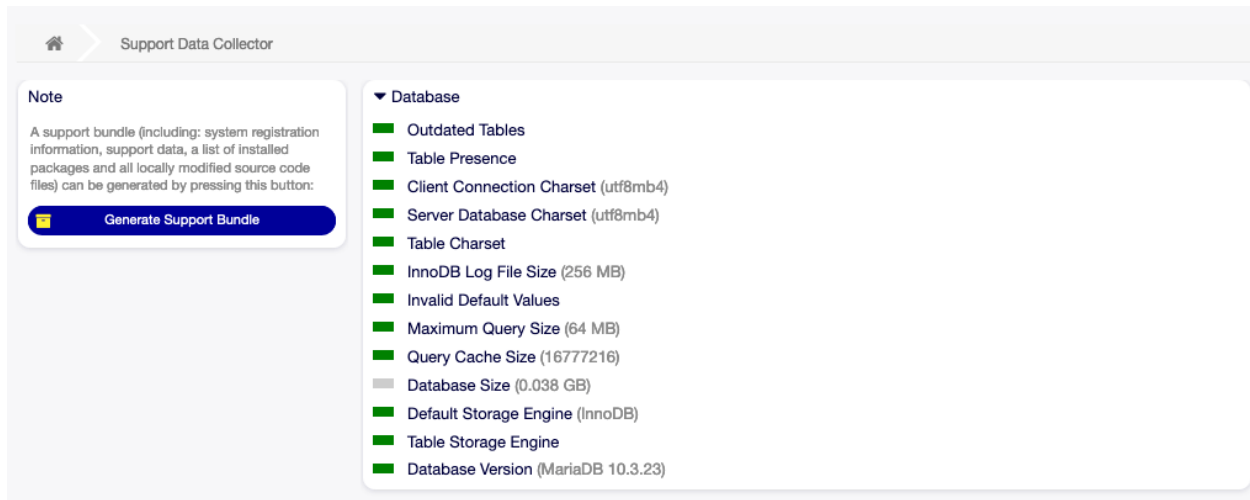 Support Data Collector
Note
A support bundle (including: system registration
information, support data, a list of installed
packages and all locally modified source code
files) can be generated by pressing this button:
Generate Support Bundle
Database
Outdated Tables
Table Presence
Client Connection Charset (utf8mb4)
Server Database Charset (utf8mb4)
Table Charset
InnoDB Log File Size (256 MB)
Invalid Default Values
Maximum Query Size (64 MB)
Query Cache Size (16777216)
Database Size (0.038 GB)
Default Storage Engine (InnoDB)
Table Storage Engine
Database Version (MariaDB 10.3.23)